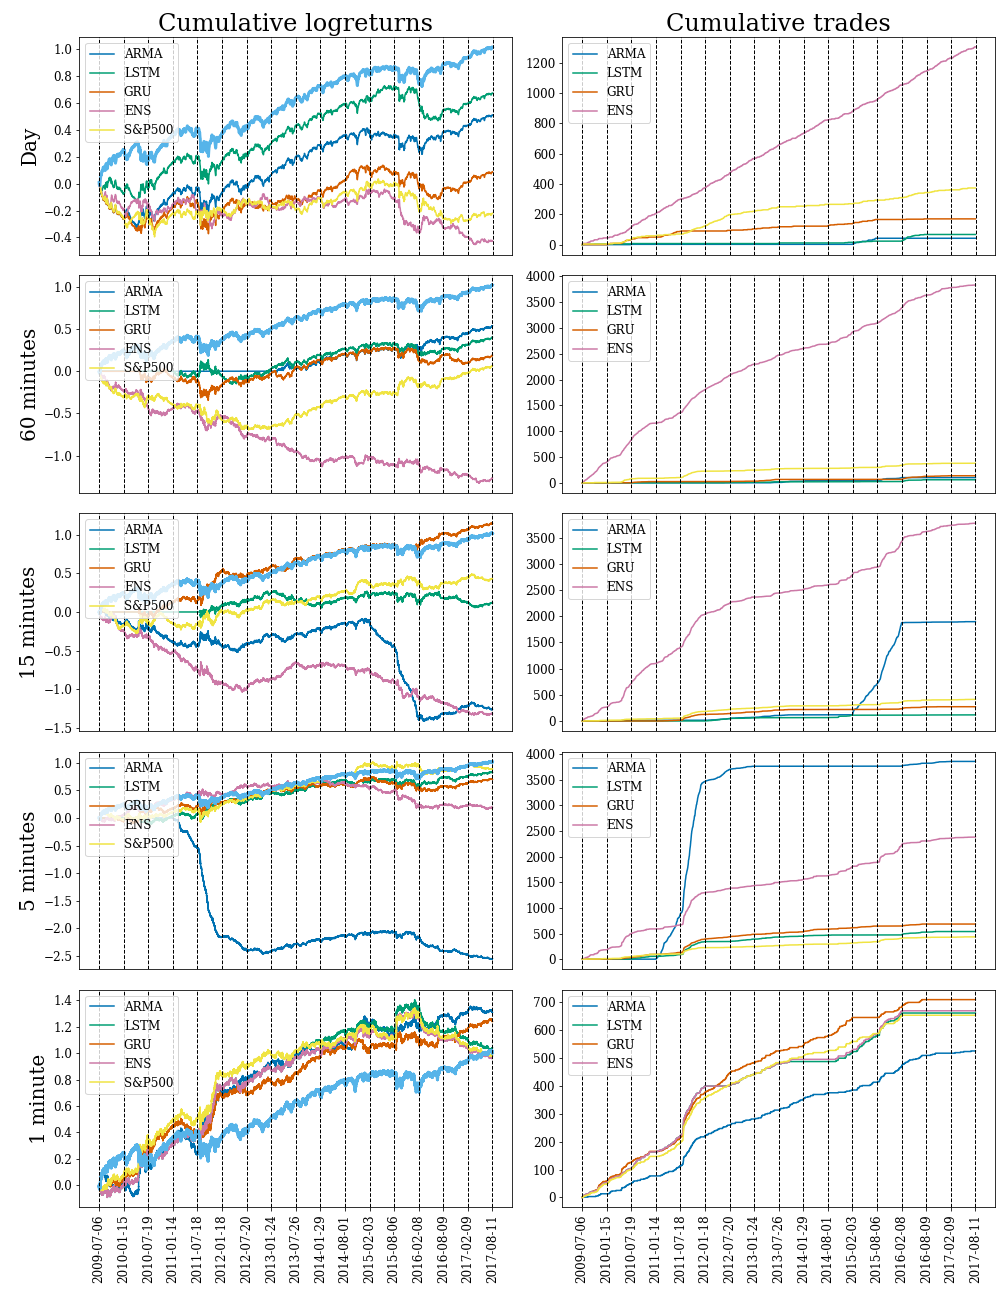 Cumulative logreturns
Cumulative trades
Day
1.0
0.8
0.6
0.4
0.2
0.0
−0.2
−0.4
ARMA
LSTM
GRU
ENS
S&P500
1200
1000
800
600
400
200
0
ARMA
LSTM
GRU
ENS
60 minutes
1.0
0.5
0.0
−0.5
−1.0
ARMA
LSTM
GRU
ENS
S&P500
4000
3500
3000
2500
2000
1500
1000
500
0
ARMA
LSTM
GRU
ENS
15 minutes
1.0
0.5
0.0
−0.5
−1.0
−1.5
ARMA
LSTM
GRU
ENS
S&P500
3500
3000
2500
2000
1500
1000
500
0
ARMA
LSTM
GRU
ENS
5 minutes
1.0
0.5
0.0
−0.5
−1.0
−1.5
−2.0
−2.5
ARMA
LSTM
GRU
ENS
S&P500
4000
3500
3000
2500
2000
1500
1000
500
0
ARMA
LSTM
GRU
ENS
1 minute
1.4
1.2
1.0
0.8
0.6
0.4
0.2
0.0
ARMA
LSTM
GRU
ENS
S&P500
700
600
500
400
300
200
100
0
ARMA
LSTM
GRU
ENS
2009-07-06
2010-01-15
2010-07-19
2011-01-14
2011-07-18
2012-01-18
2012-07-20
2013-01-24
2013-07-26
2014-01-29
2014-08-01
2015-02-03
2015-08-06
2016-02-08
2016-08-09
2017-02-09
2017-08-11
2009-07-06
2010-01-15
2010-07-19
2011-01-14
2011-07-18
2012-01-18
2012-07-20
2013-01-24
2013-07-26
2014-01-29
2014-08-01
2015-02-03
2015-08-06
2016-02-08
2016-08-09
2017-02-09
2017-08-11